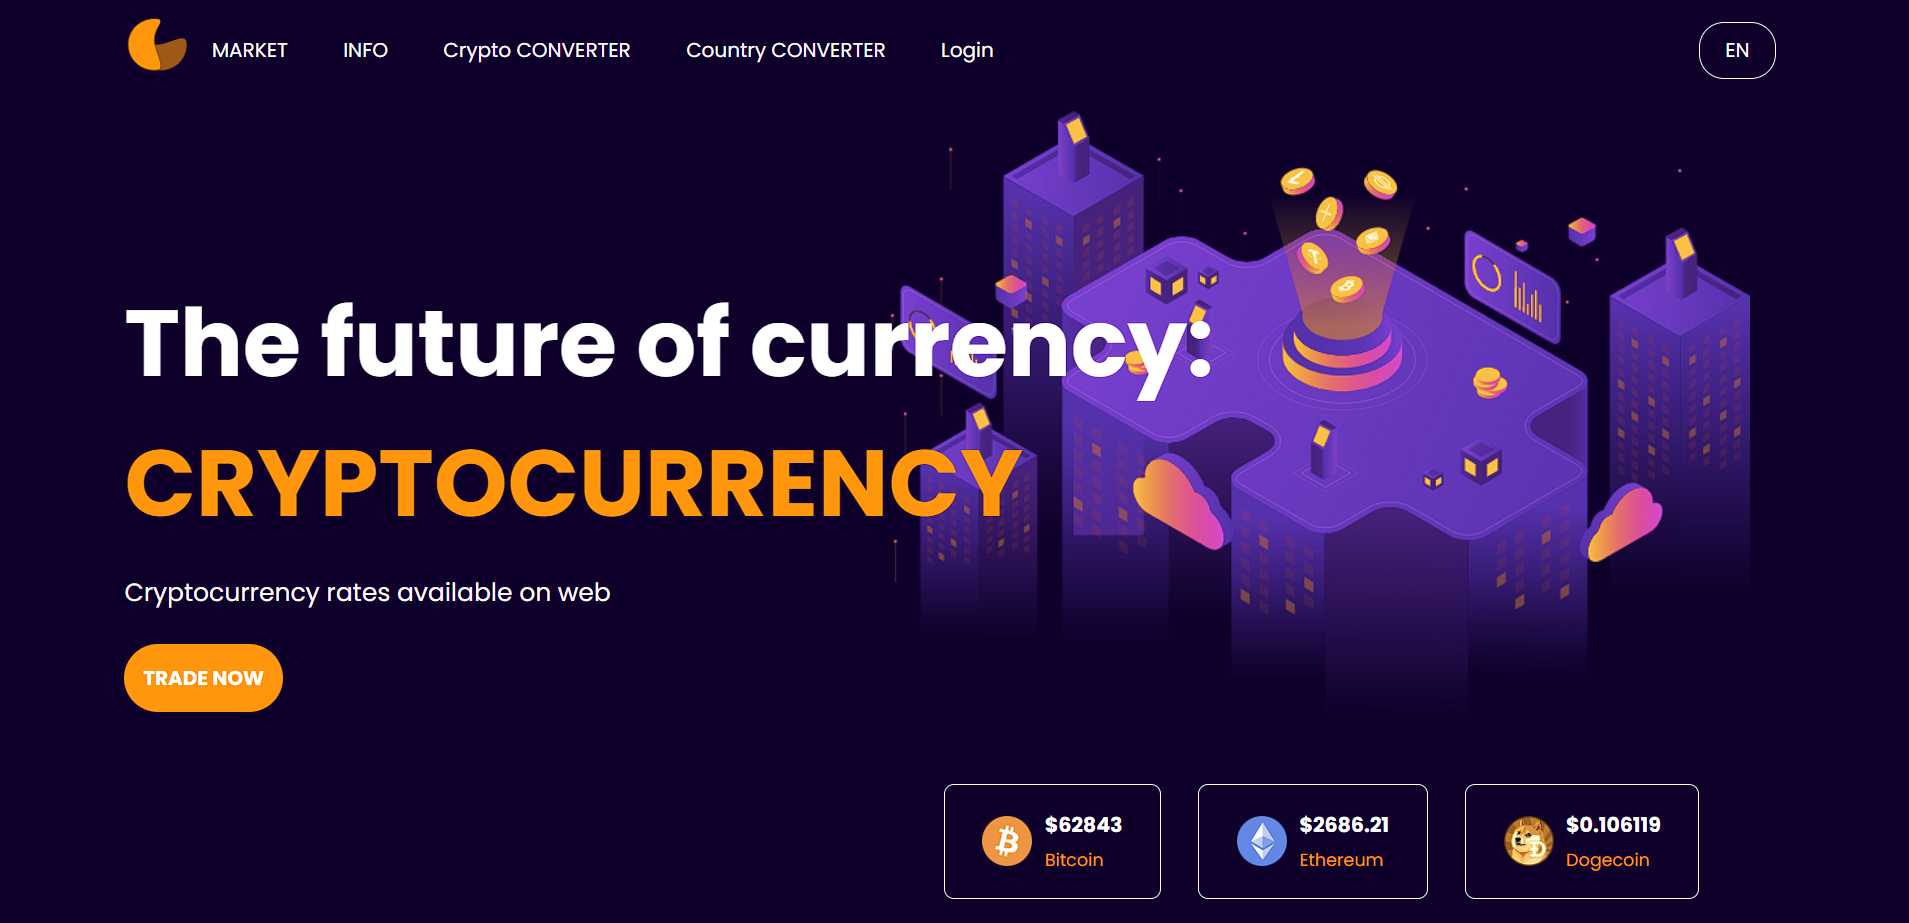 MARKET INFO Crypto CONVERTER Country CONVERTER Login EN
The future of currency:
CRYPTOCURRENCY
Cryptocurrency rates available on web
TRADE NOW
$62843 $2686.21 $0.106119
Bitcoin Ethereum Dogecoin